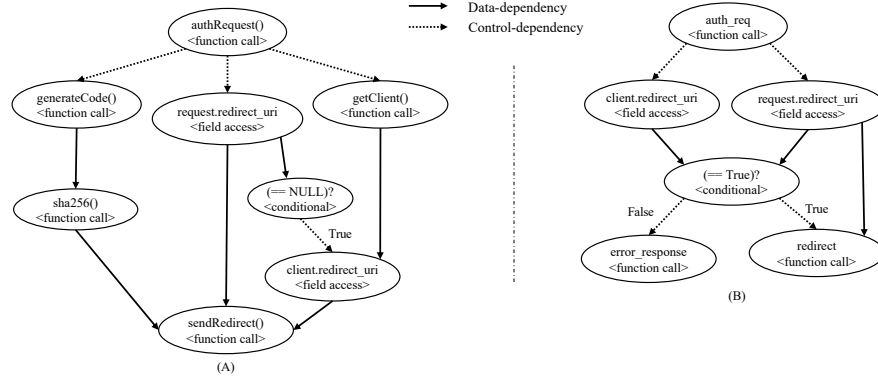 authRequest()
<function call>
generateCode()
<function call>
request.redirect_uri
<field access>
getClient()
<function call>
(== NULL)?
<conditional>
sha256()
<function call>
True
client.redirect_uri
<field access>
sendRedirect()
<function call>
(A)
Data-dependency
Control-dependency
auth_req
<function call>
client.redirect_uri
<field access>
request.redirect_uri
<field access>
(== True)?
<conditional>
False
True
error_response
<function call>
redirect
<function call>
(B)